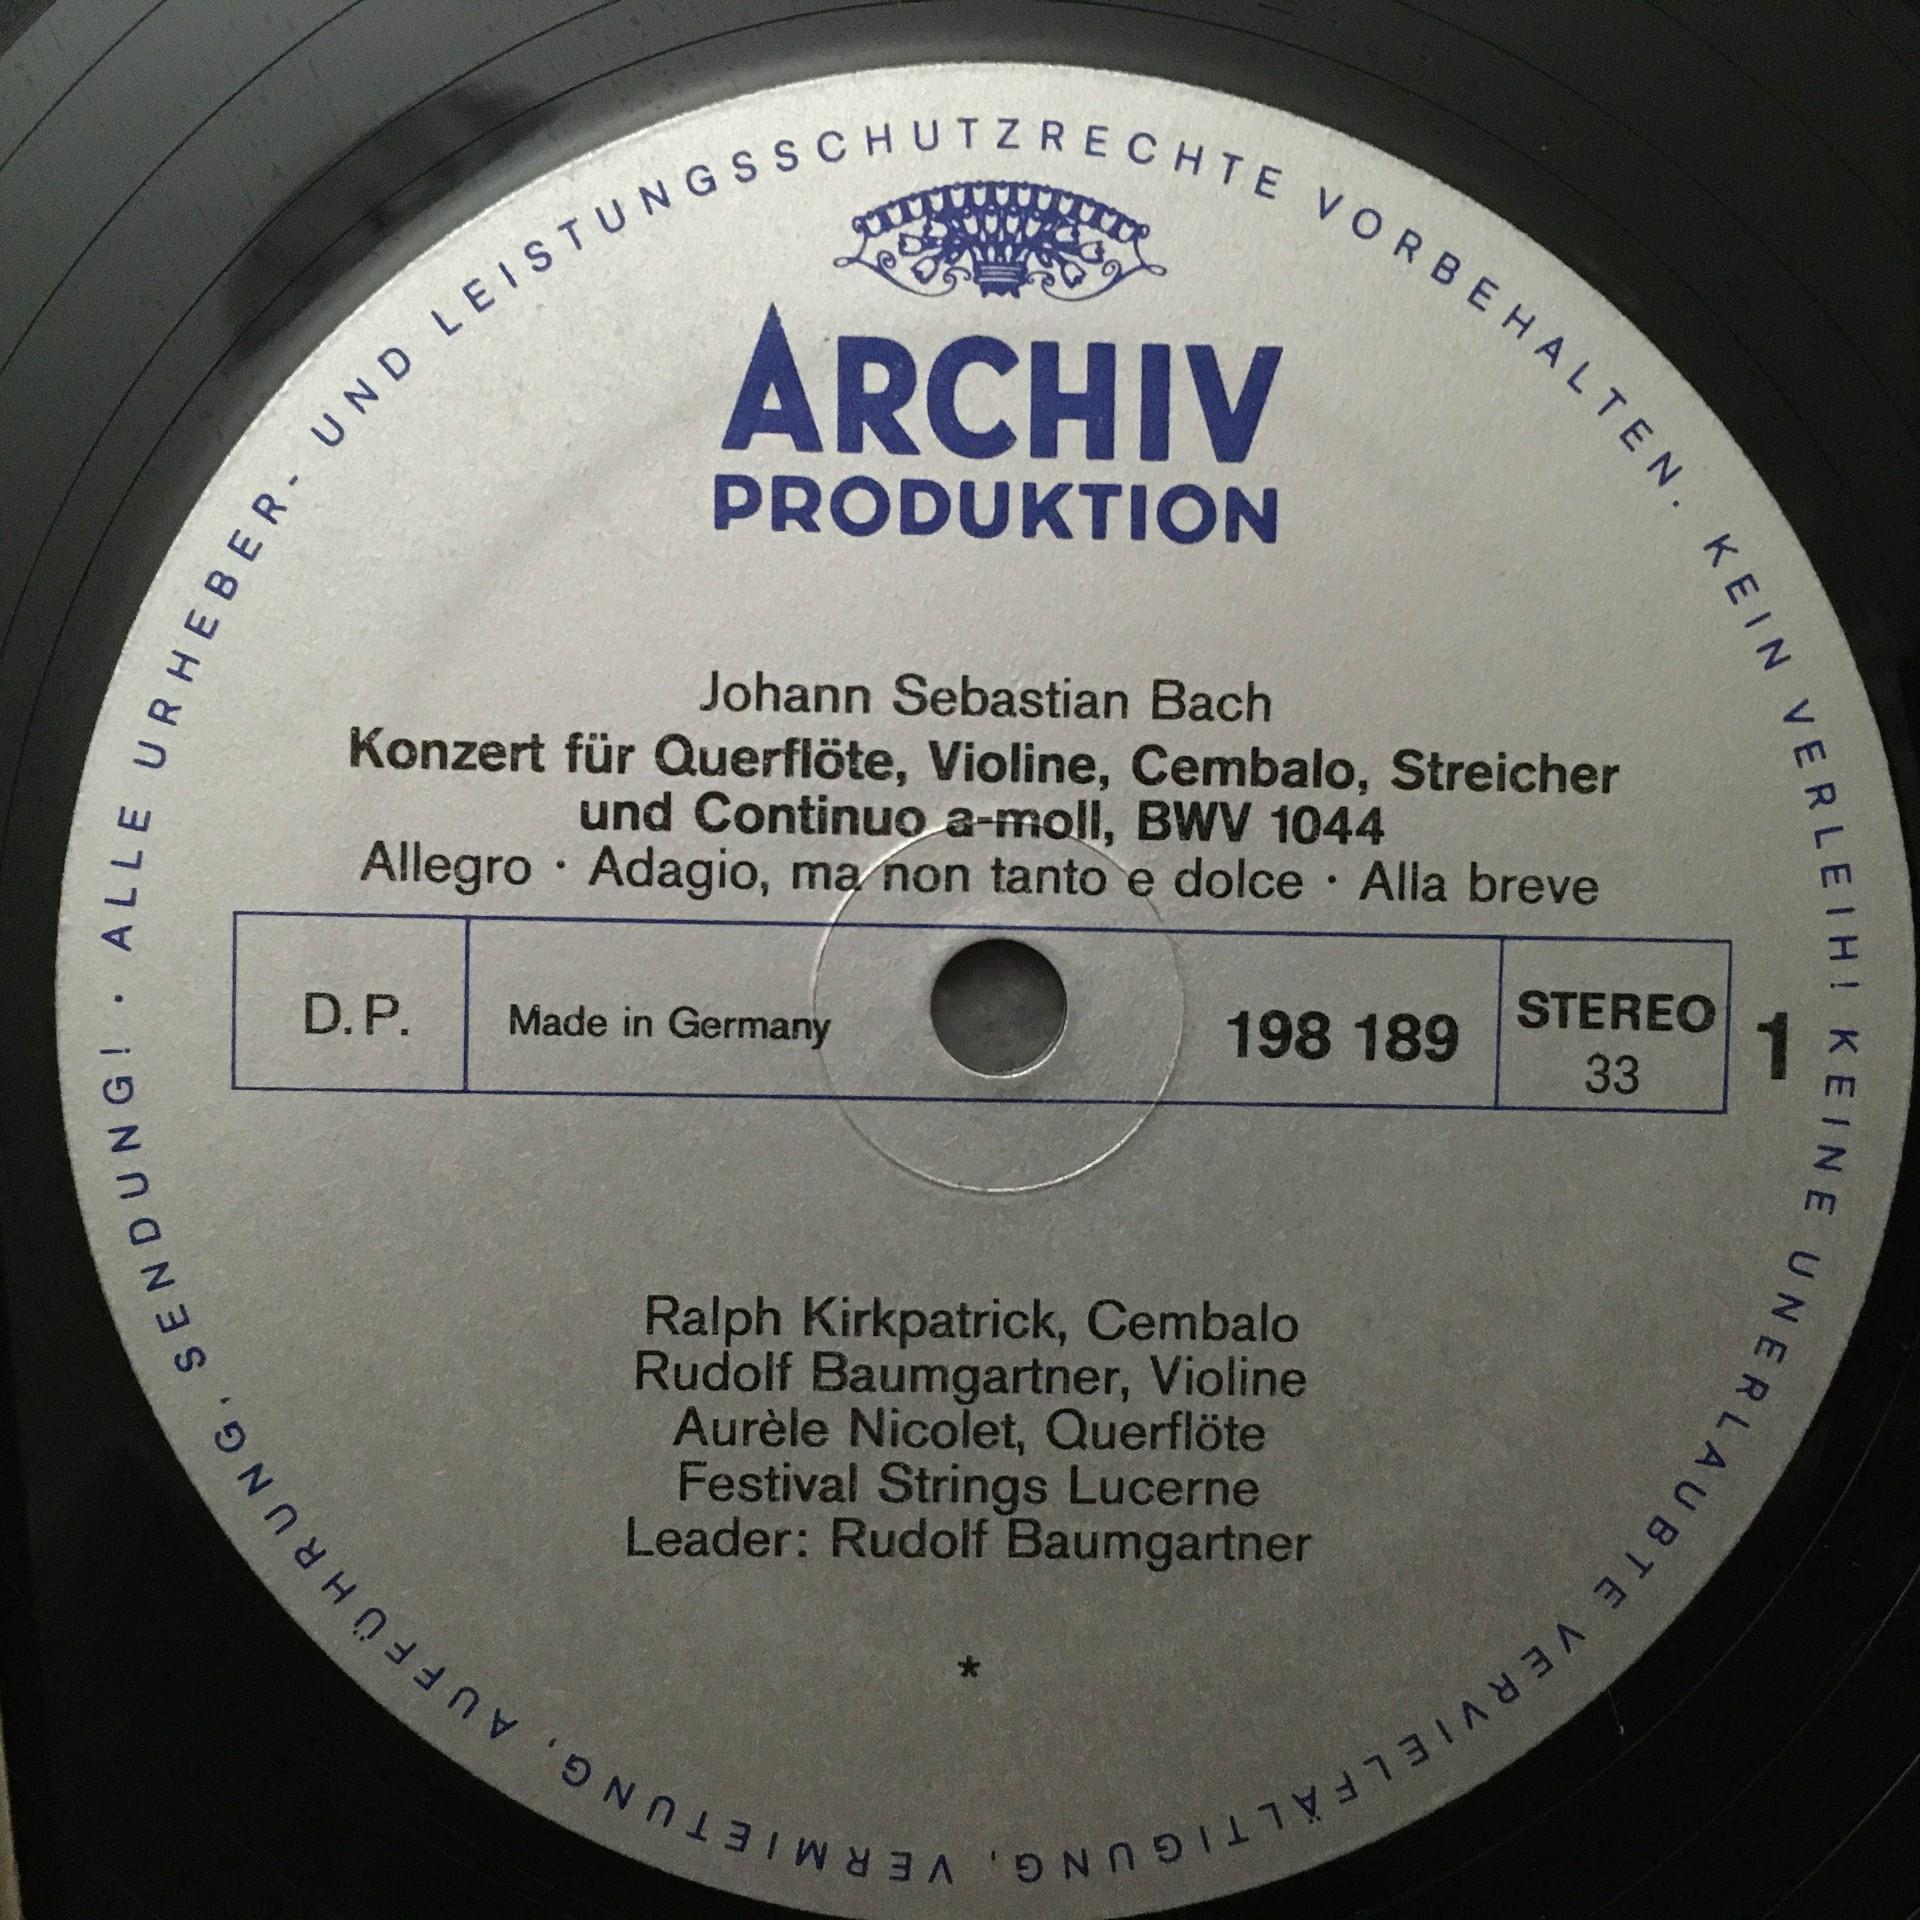 ALLE URHEBER- UND LEISTUNGSSCHUTZRECHTE VORBEHALTEN. KEIN VERLEIH! KEINE UNERLAUBTE VERVIELFÄLTIGUNG, VERMIETUNG, AUFFÜHRUNG, SENDUNG! ·
ARCHIV
PRODUKTION
Johann Sebastian Bach
Konzert für Querflöte, Violine, Cembalo, Streicher
und Continuo a-moll, BWV 1044
Allegro · Adagio, ma non tanto e dolce · Alla breve
D.P.
Made in Germany
198 189
STEREO
33
1
Ralph Kirkpatrick, Cembalo
Rudolf Baumgartner, Violine
Aurèle Nicolet, Querflöte
Festival Strings Lucerne
Leader: Rudolf Baumgartner
*